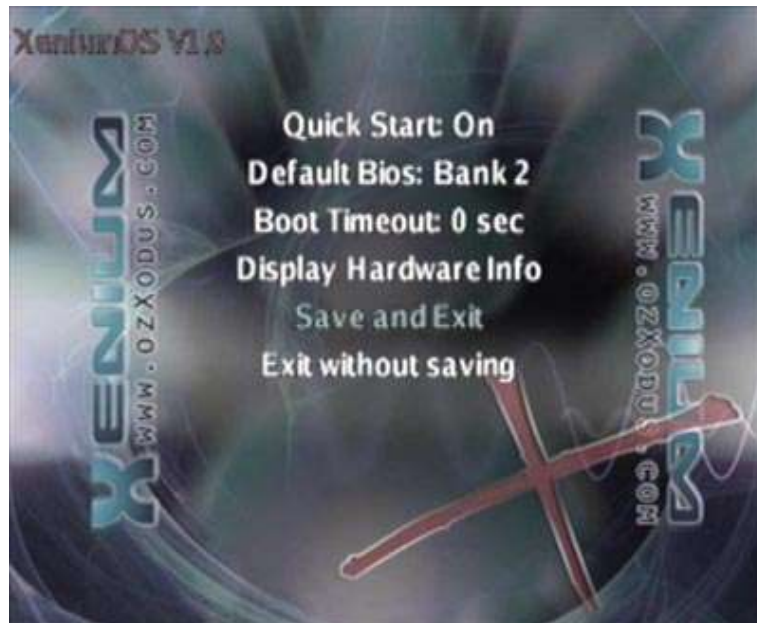 XeniumOS V1.0
Quick Start: On
Default Bios: Bank 2
Boot Timeout: 0 sec
Display Hardware Info
Save and Exit
Exit without saving
XENIUM
WWW.OZXODUS.COM
XENIUM
WWW.OZXODUS.COM